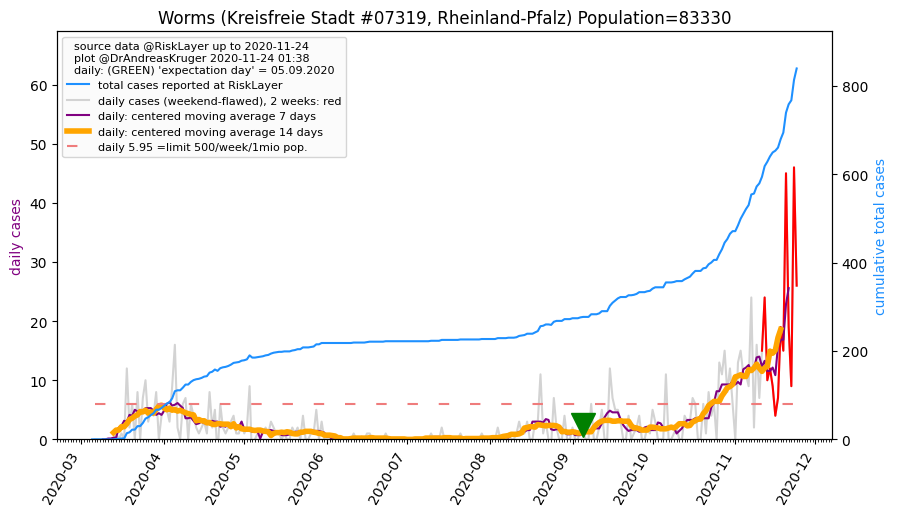 Worms (Kreisfreie Stadt #07319, Rheinland-Pfalz) Population=83330
source data @RiskLayer up to 2020-11-24
plot @DrAndreasKruger 2020-11-24 01:38
daily: (GREEN) 'expectation day' = 05.09.2020
total cases reported at RiskLayer
daily cases (weekend-flawed), 2 weeks: red
daily: centered moving average 7 days
daily: centered moving average 14 days
daily 5.95 =limit 500/week/1mio pop.
daily cases
60
50
40
30
20
10
0
cumulative total cases
800
600
400
200
0
2020-03
2020-04
2020-05
2020-06
2020-07
2020-08
2020-09
2020-10
2020-11
2020-12